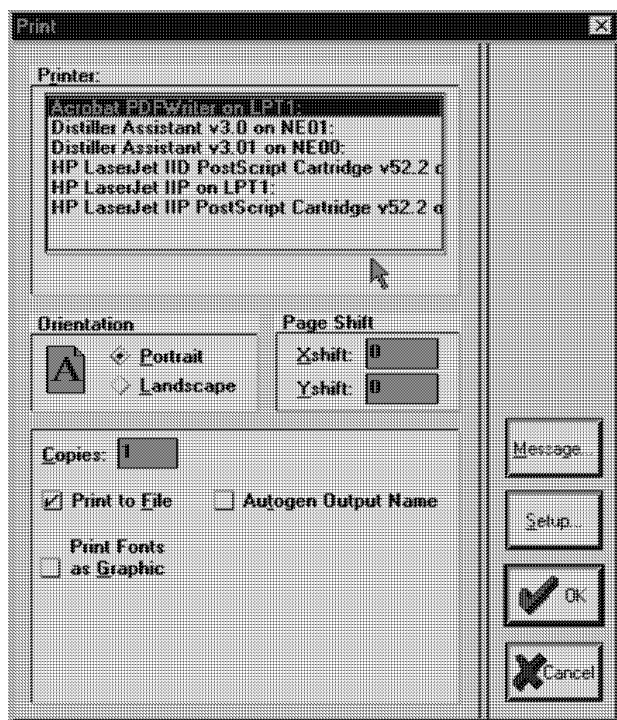 Print
Printer:
Acrobat PDFWriter on LPT1:
Distiller Assistant v3.0 on NE01:
Distiller Assistant v3.01 on NE00:
HP LaserJet IID PostScript Cartridge v52.2 o
HP LaserJet IIP on LPT1:
HP LaserJet IIP PostScript Cartridge v52.2 o
Orientation
A
Portrait
Landscape
Page Shift
Xshift: 0
Yshift: 0
Copies: 1
Print to File
Autogen Output Name
Print Fonts
as Graphic
Message...
Setup...
OK
Cancel